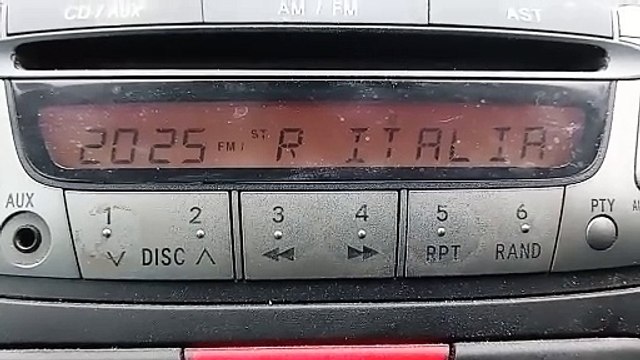 CD / AUX AM / FM AST
2025 FM1 ST. R ITALIA
AUX 1 2 3 4 5 6 PTY
DISC RPT RAND